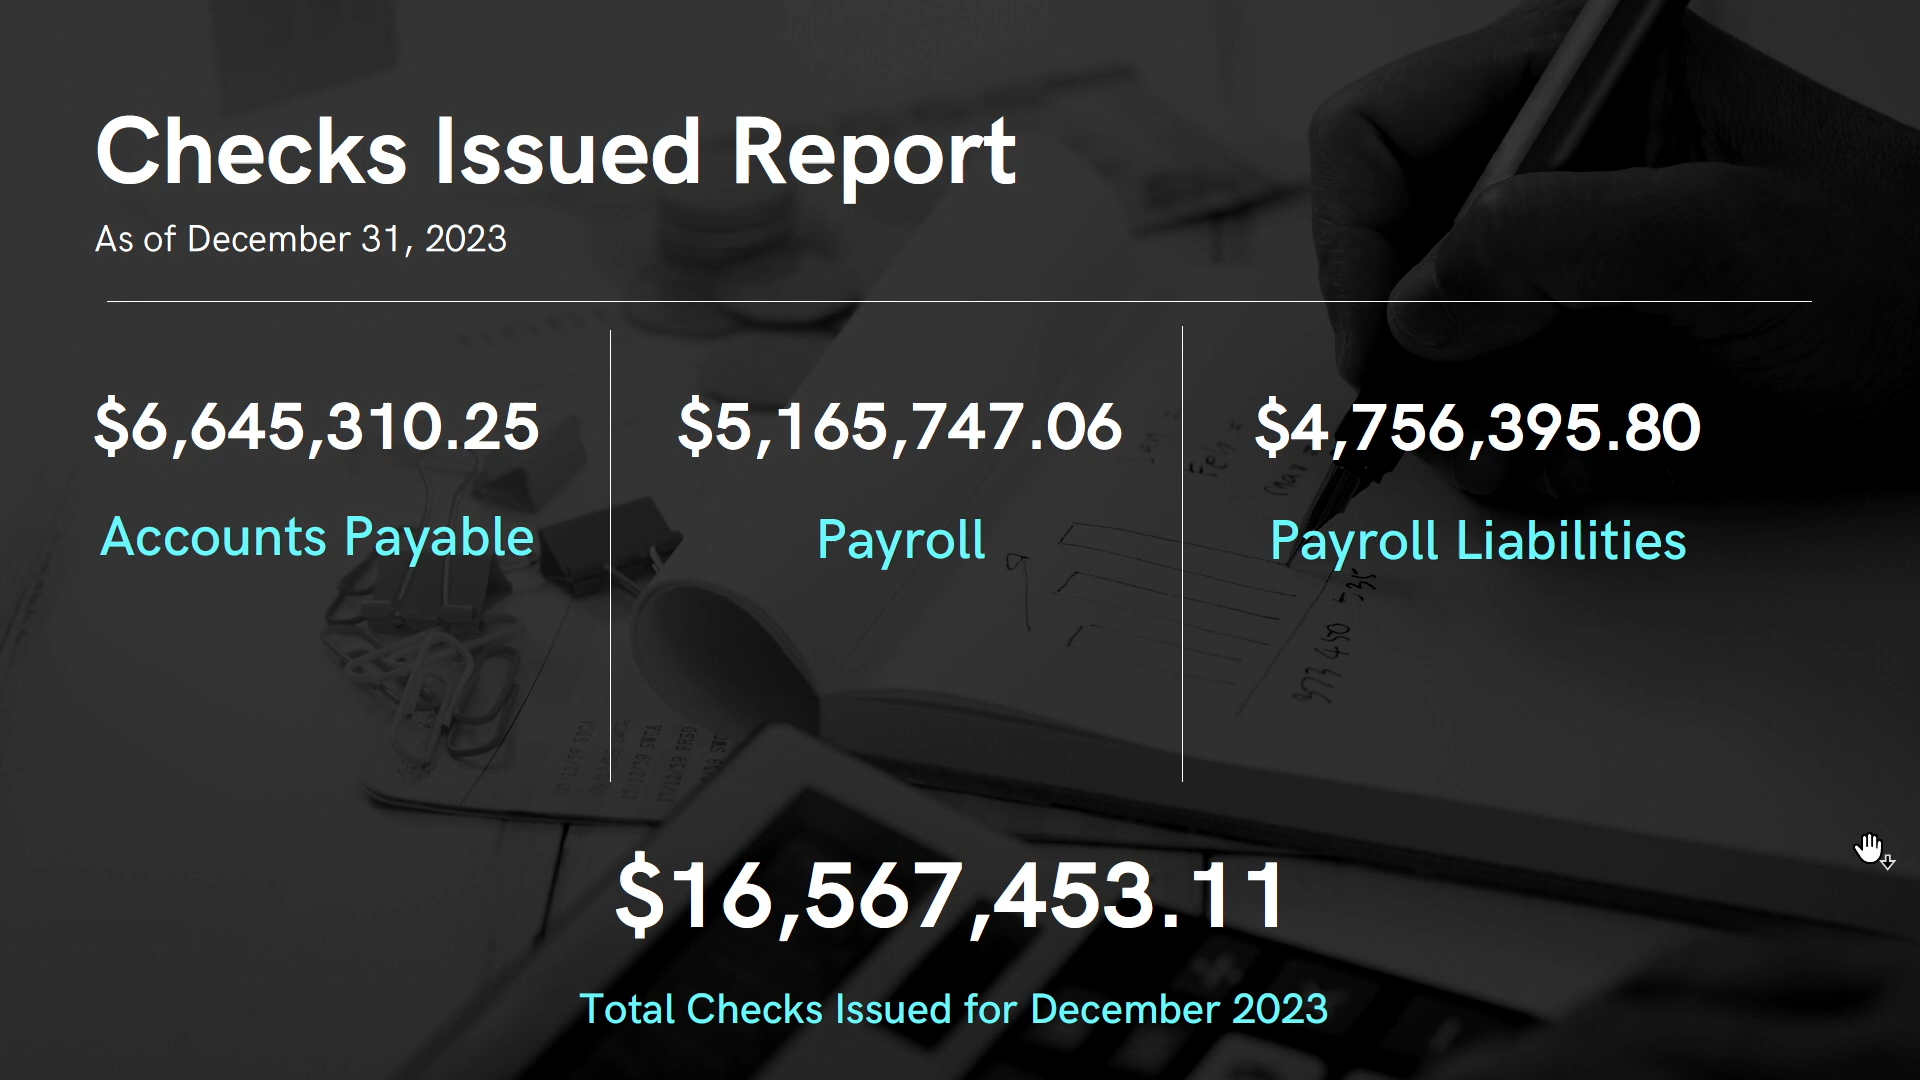 Checks Issued Report
As of December 31, 2023
$6,645,310.25
$5,165,747.06
$4,756,395.80
Accounts Payable
Payroll
Payroll Liabilities
$16,567,453.11
Total Checks Issued for December 2023